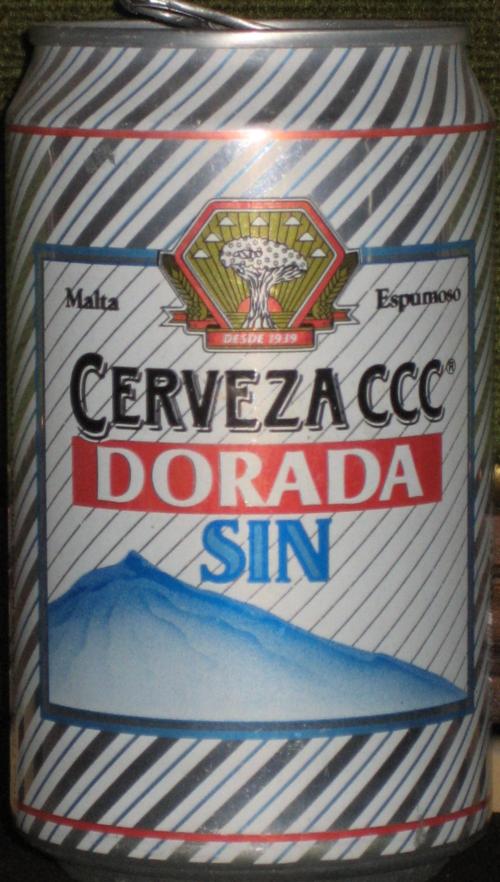 DESDE 1939
Malta Espumoso
CERVEZA CCC®
DORADA
SIN